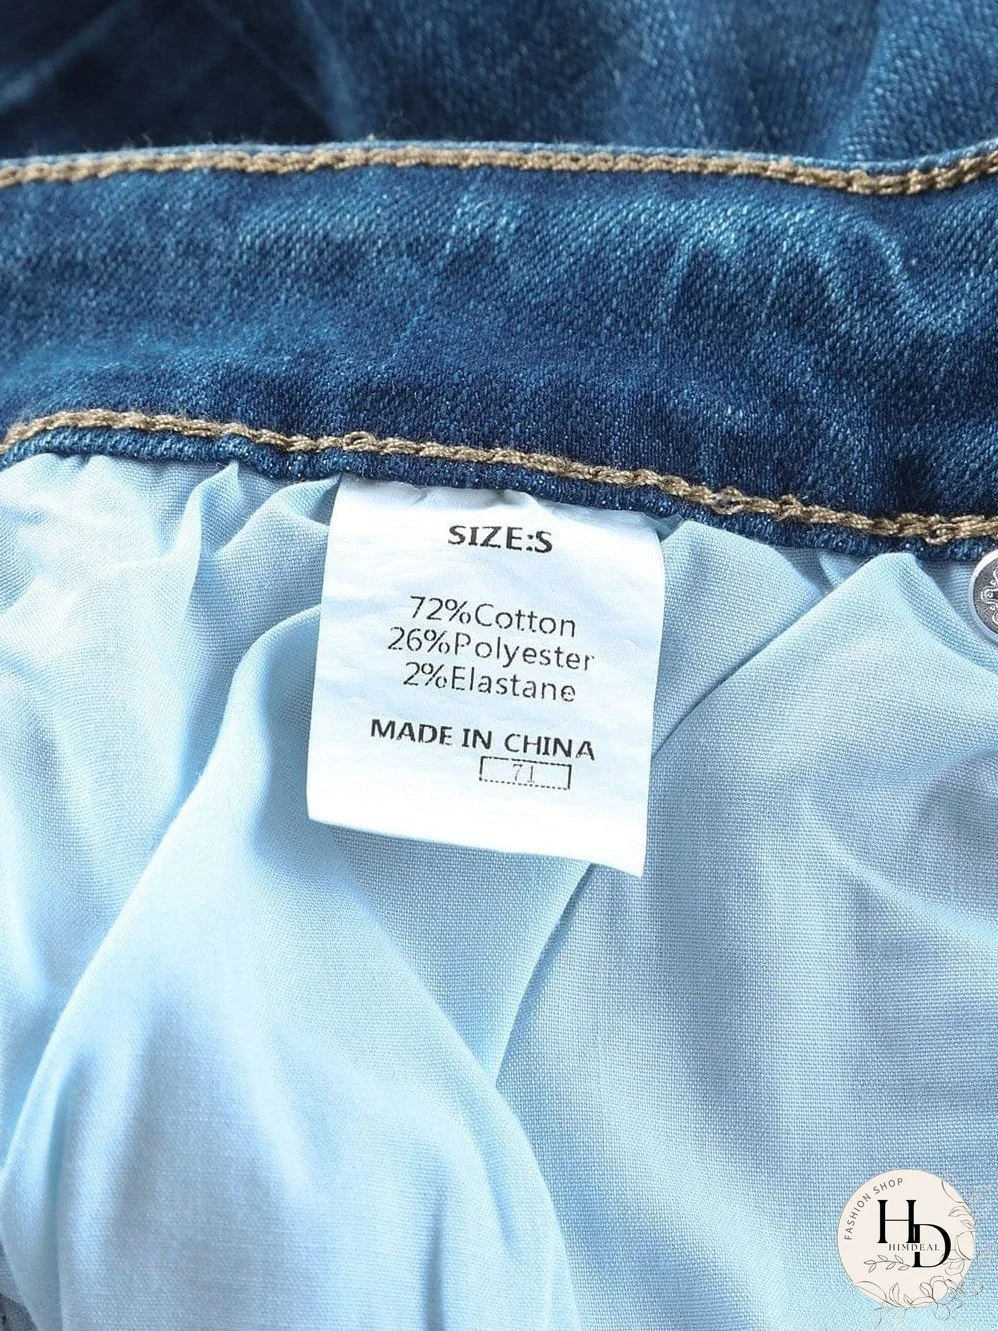 SIZE:S
72%Cotton
26%Polyester
2%Elastane
MADE IN CHINA
71
FASHION SHOP
HD
HIMDEAL